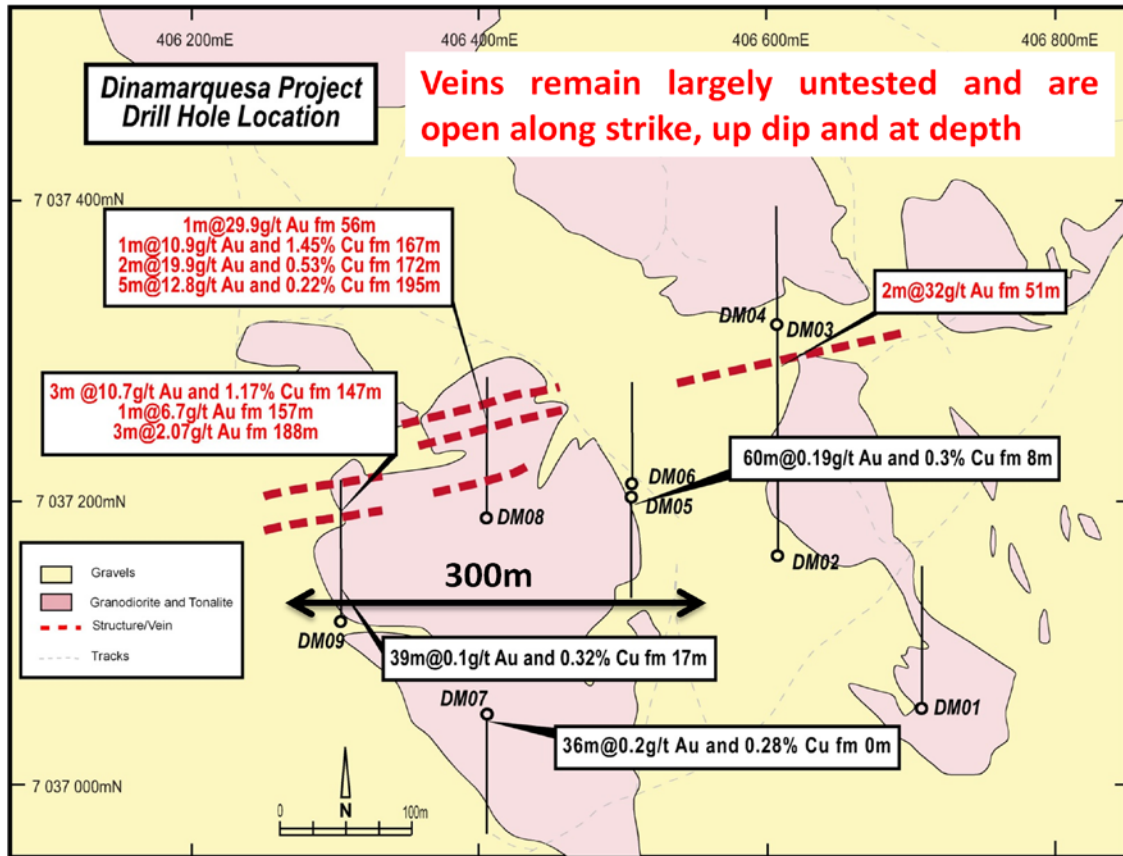 406 200mE
406 400mE
406 600mE
406 800mE
Dinamarquesa Project
Drill Hole Location
Veins remain largely untested and are
open along strike, up dip and at depth
7 037 400mN
1m@29.9g/t Au fm 56m
1m@10.9g/t Au and 1.45% Cu fm 167m
2m@19.9g/t Au and 0.53% Cu fm 172m
5m@12.8g/t Au and 0.22% Cu fm 195m
2m@32g/t Au fm 51m
DM04
DM03
3m @10.7g/t Au and 1.17% Cu fm 147m
1m@6.7g/t Au fm 157m
3m@2.07g/t Au fm 188m
60m@0.19g/t Au and 0.3% Cu fm 8m
7 037 200mN
DM06
DM05
DM08
DM02
Gravels
Granodiorite and Tonalite
Structure/Vein
Tracks
300m
DM09
39m@0.1g/t Au and 0.32% Cu fm 17m
DM07
DM01
36m@0.2g/t Au and 0.28% Cu fm 0m
7 037 000mN
0
N
100m